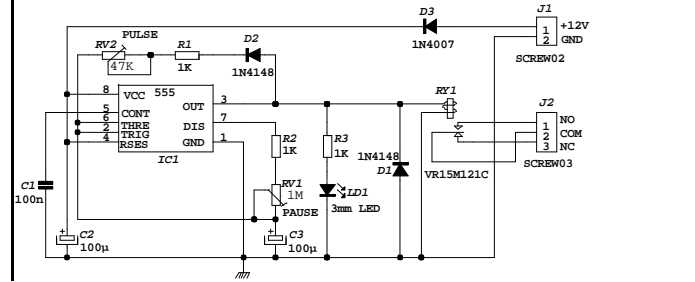 J1
D3
+12V
1
2
GND
1N4007
SCREW02
PULSE
RV2
R1
D2
47K
1K
1N4148
8
VCC
555
OUT
3
5
CONT
6
THRE
DIS
7
2
TRIG
4
RSES
GND
1
IC1
RY1
J2
1
NO
2
COM
3
NC
SCREW03
VR15M121C
R2
1K
R3
1K
1N4148
D1
C1
100n
RV1
1M
PAUSE
LD1
3mm LED
+
C2
100µ
+
C3
100µ